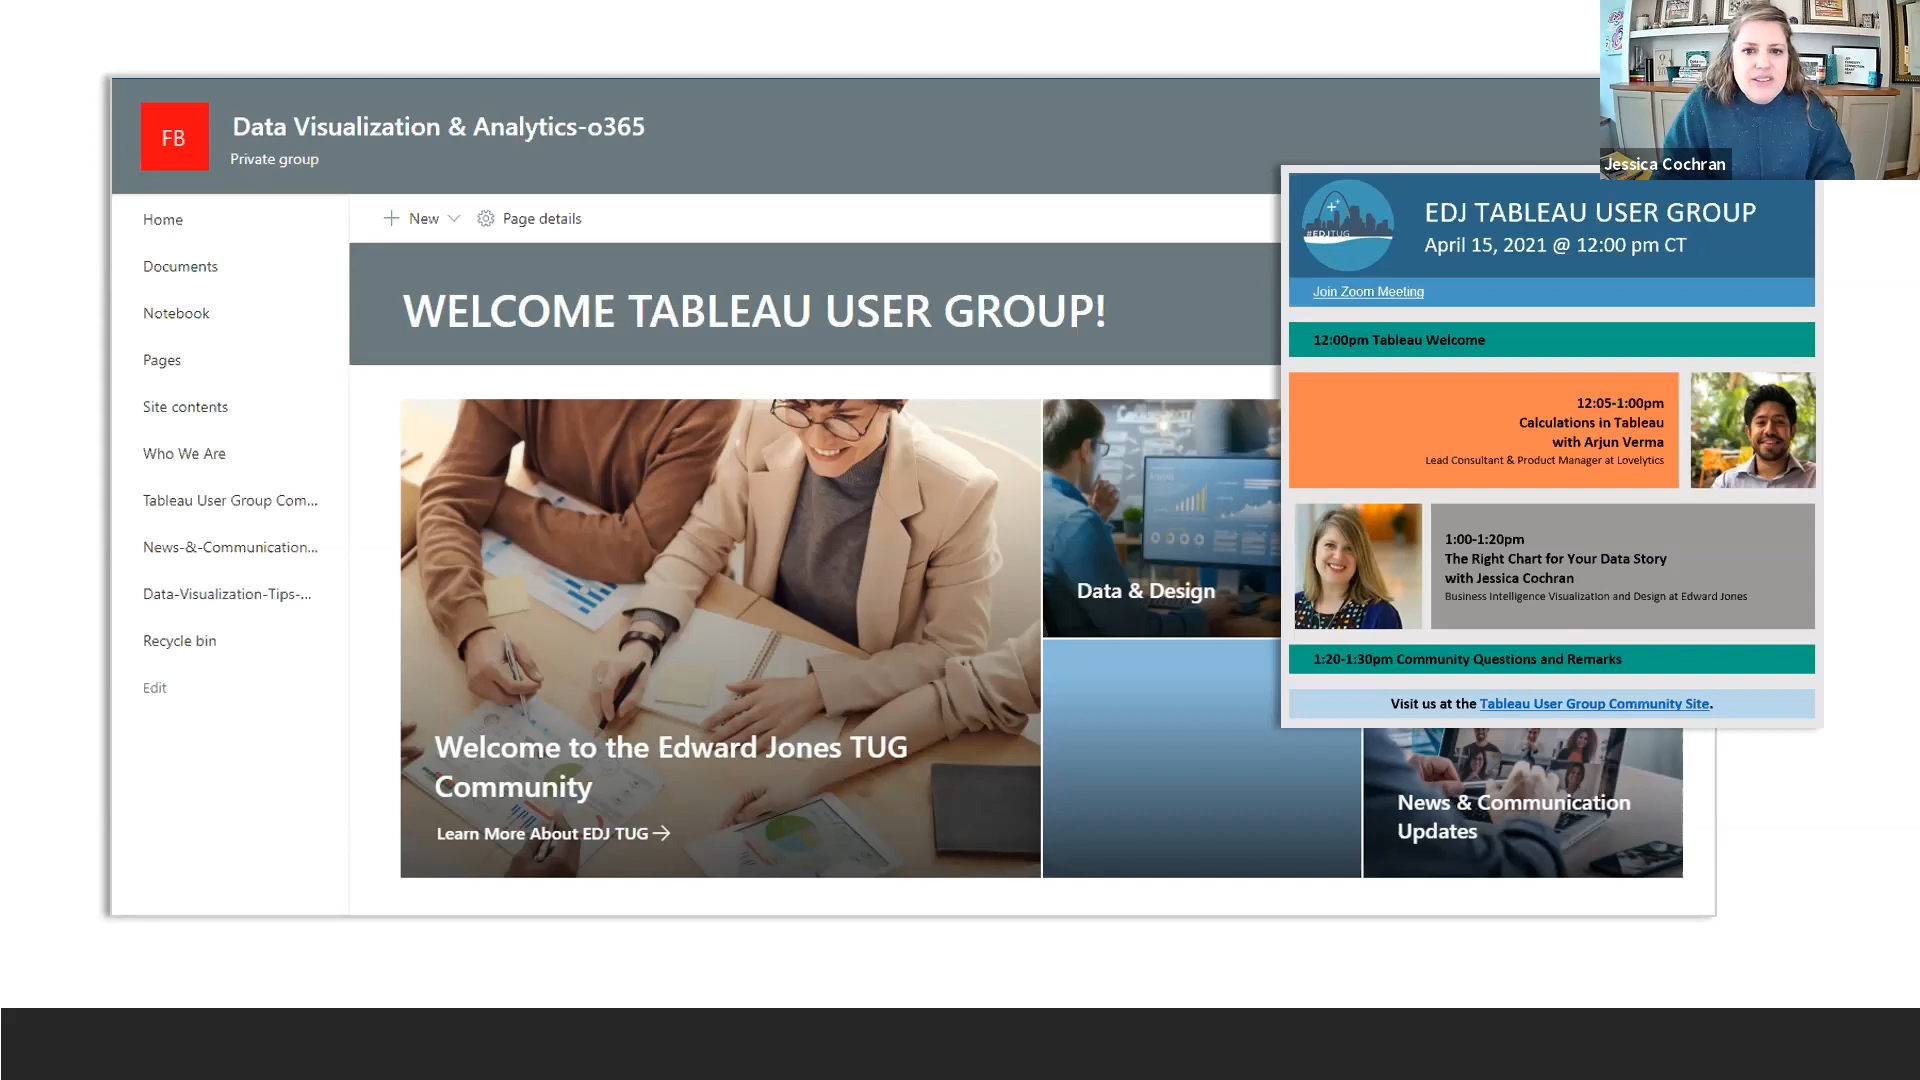 FB
Data Visualization & Analytics-o365
Private group
Home
Documents
Notebook
Pages
Site contents
Who We Are
Tableau User Group Com...
News-&-Communication...
Data-Visualization-Tips-...
Recycle bin
Edit
New
Page details
WELCOME TABLEAU USER GROUP!
Welcome to the Edward Jones TUG
Community
Learn More About EDJ TUG
Data & Design
News & Communication
Updates
Jessica Cochran
#EDJTUG
EDJ TABLEAU USER GROUP
April 15, 2021 @ 12:00 pm CT
Join Zoom Meeting
12:00pm Tableau Welcome
12:05-1:00pm
Calculations in Tableau
with Arjun Verma
Lead Consultant & Product Manager at Lovelytics
1:00-1:20pm
The Right Chart for Your Data Story
with Jessica Cochran
Business Intelligence Visualization and Design at Edward Jones
1:20-1:30pm Community Questions and Remarks
Visit us at the Tableau User Group Community Site.